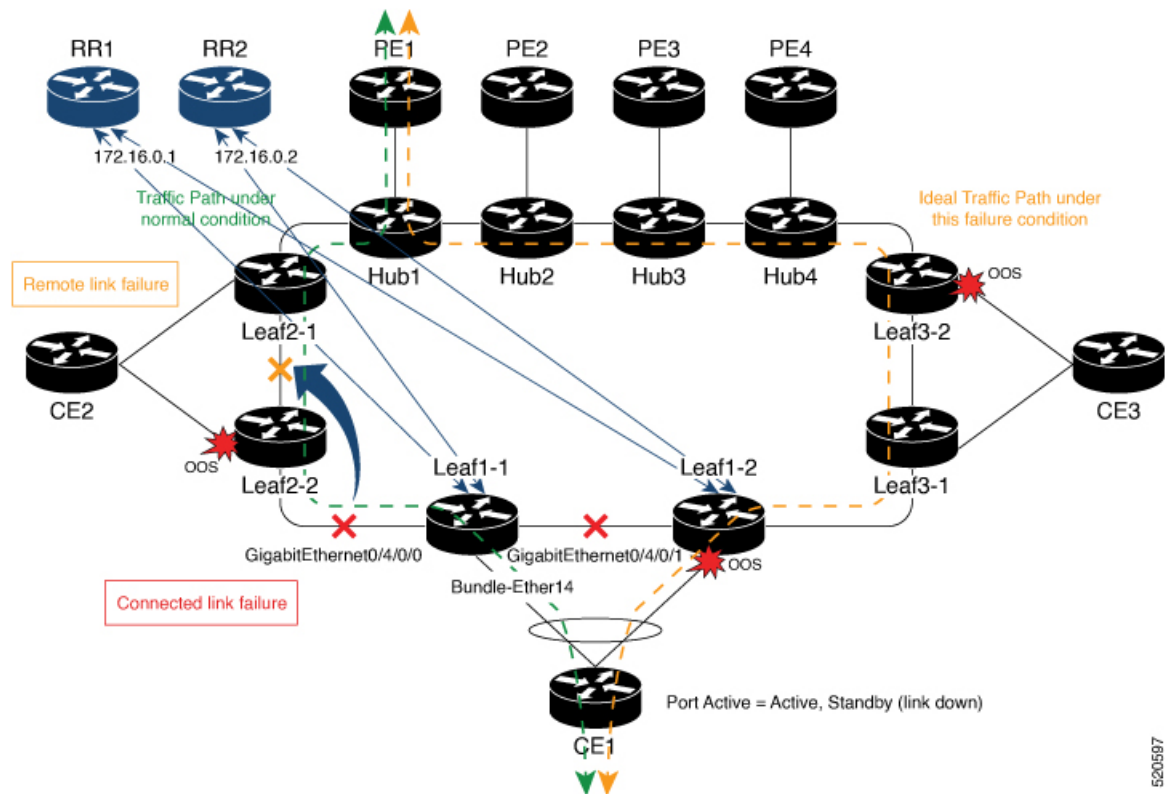 RR1
RR2
PE1
PE2
PE3
PE4
172.16.0.1
172.16.0.2
Traffic Path under
normal condition
Ideal Traffic Path under
this failure condition
Hub1
Hub2
Hub3
Hub4
OOS
Remote link failure
Leaf2-1
Leaf3-2
CE2
CE3
OOS
Leaf2-2
Leaf1-1
Leaf1-2
Leaf3-1
GigabitEthernet0/4/0/0
GigabitEthernet0/4/0/1
OOS
Bundle-Ether14
Connected link failure
Port Active = Active, Standby (link down)
CE1
520597